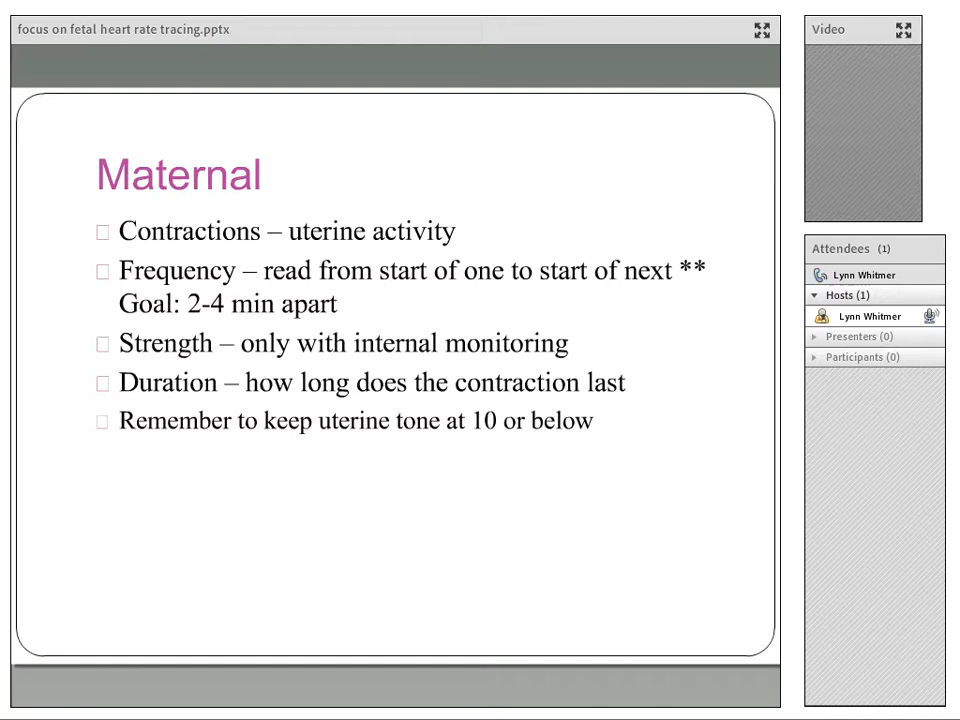 focus on fetal heart rate tracing.pptx
Maternal
Contractions – uterine activity
Frequency – read from start of one to start of next **
Goal: 2-4 min apart
Strength – only with internal monitoring
Duration – how long does the contraction last
Remember to keep uterine tone at 10 or below
Video
Attendees (1)
Lynn Whitmer
Hosts (1)
Lynn Whitmer
Presenters (0)
Participants (0)